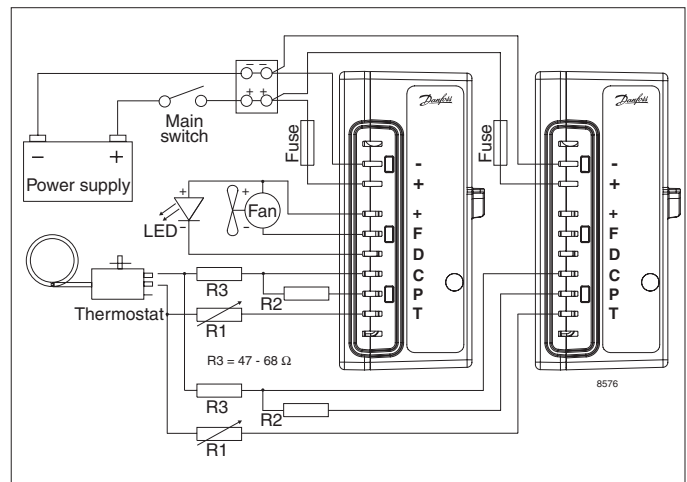 − −
+ +
Main
switch
− +
Power supply
Fuse
Fuse
Danfoss
Danfoss
-
+
+
F
D
C
P
T
-
+
+
F
D
C
P
T
+
LED
-
+
Fan
-
Thermostat
R3
R2
R1
R3 = 47 - 68 Ω
R3
R2
R1
8576